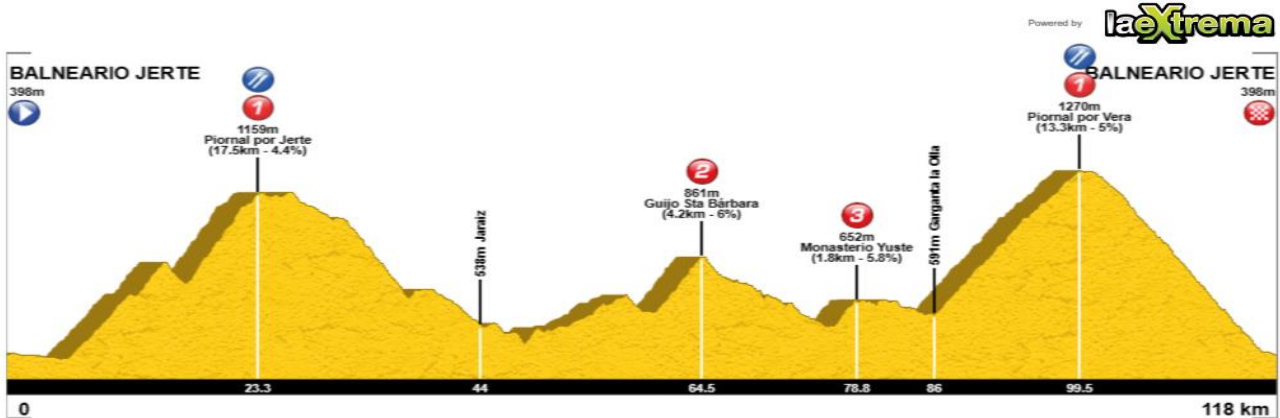 Powered by
laextrema
BALNEARIO JERTE
398m
1
1159m
Piornal por Jerte
(17.5km - 4.4%)
538m Jaraiz
2
861m
Guijo Sta Bárbara
(4.2km - 6%)
3
652m
Monasterio Yuste
(1.8km - 5.8%)
591m Garganta la Olla
1
1270m
Piornal por Vera
(13.3km - 5%)
BALNEARIO JERTE
398m
23.3
44
64.5
78.8
86
99.5
0
118 km